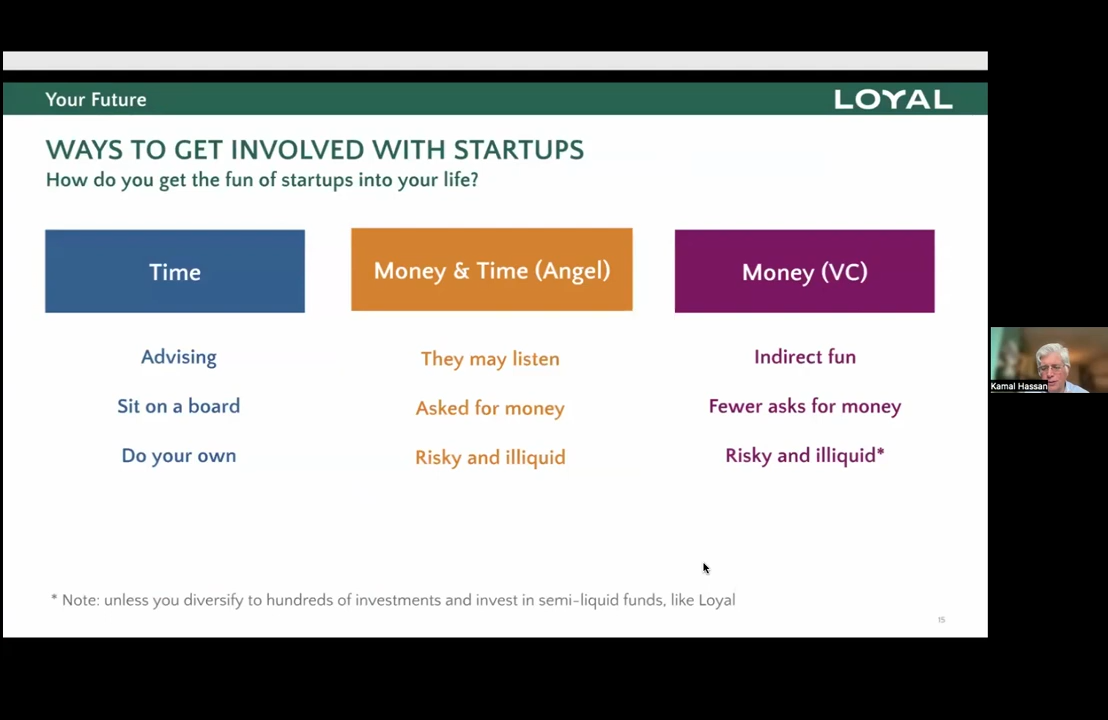 Your Future
LOYAL
WAYS TO GET INVOLVED WITH STARTUPS
How do you get the fun of startups into your life?
Time
Money & Time (Angel)
Money (VC)
Advising
They may listen
Indirect fun
Sit on a board
Asked for money
Fewer asks for money
Do your own
Risky and illiquid
Risky and illiquid*
Kamal Hassan
* Note: unless you diversify to hundreds of investments and invest in semi-liquid funds, like Loyal
15